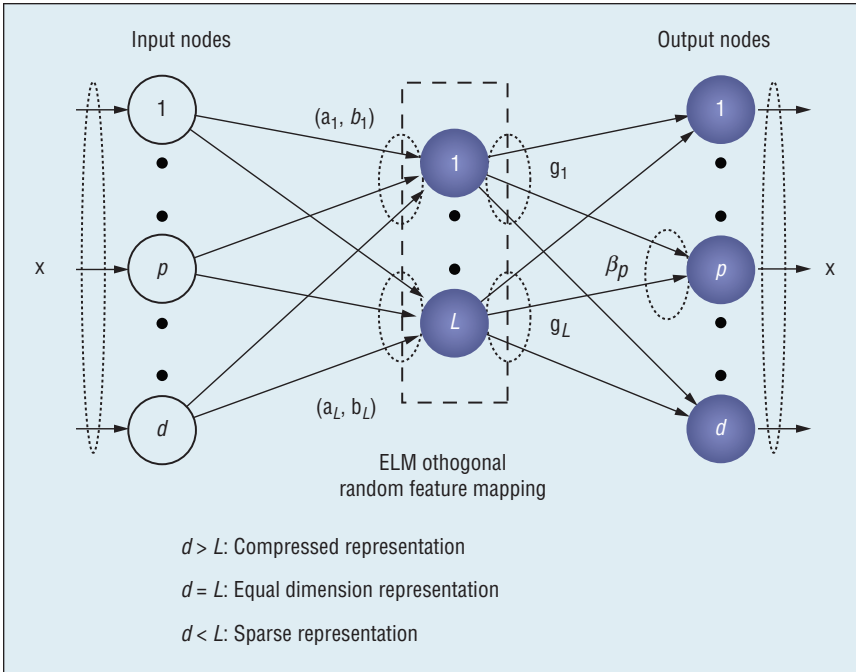 Input nodes
Output nodes
1
(a1, b1)
1
1
g1
x
p
βp
p
x
L
gL
d
(aL, bL)
d
ELM othogonal
random feature mapping
d > L: Compressed representation
d = L: Equal dimension representation
d < L: Sparse representation